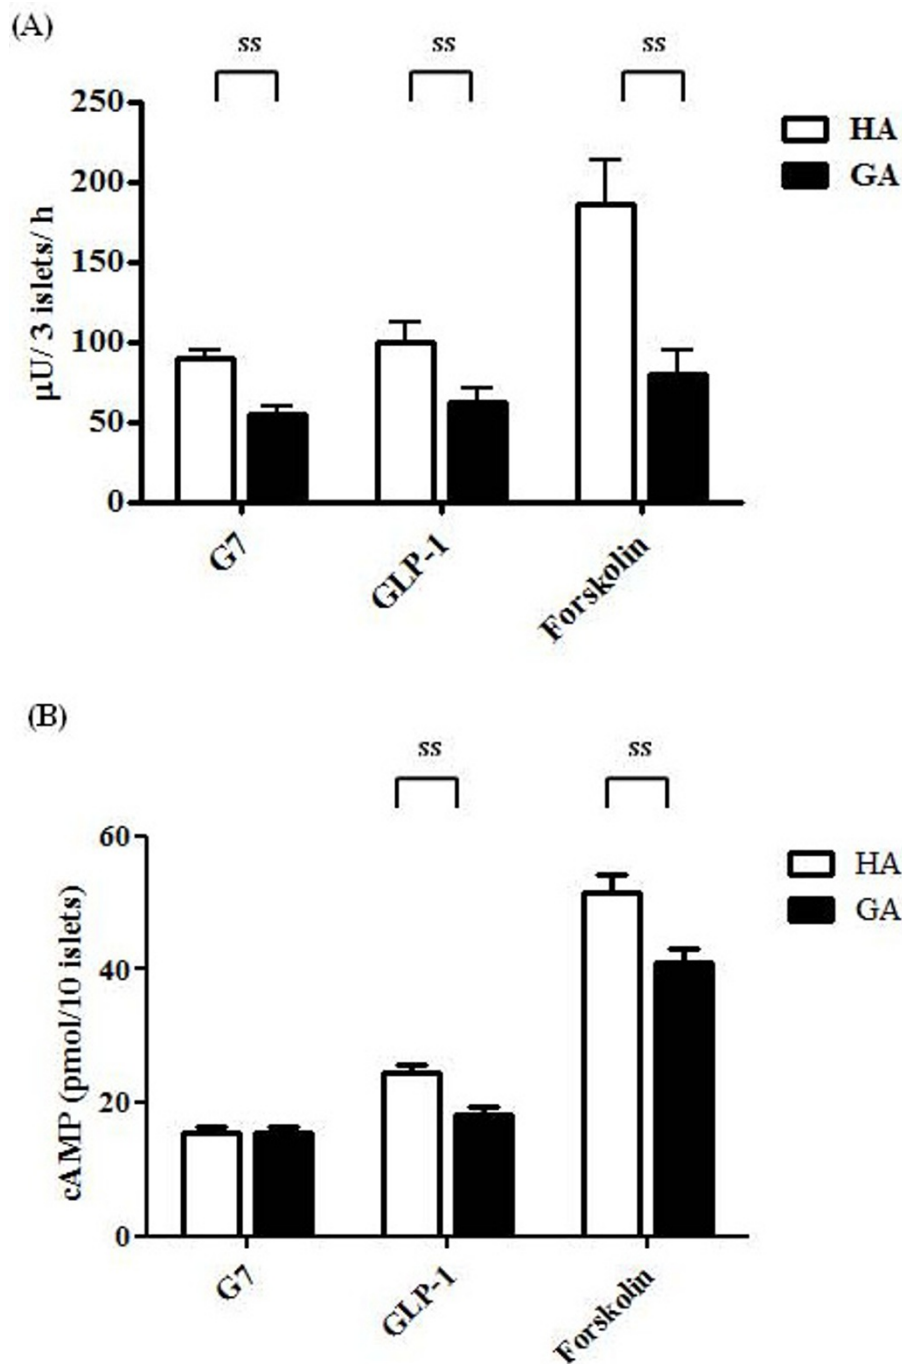 (A)
ss ss ss
250
200
150
100
50
0
µU/ 3 islets/ h
HA
GA
G7
GLP-1
Forskolin
(B)
ss ss
60
40
20
0
cAMP (pmol/10 islets)
HA
GA
G7
GLP-1
Forskolin